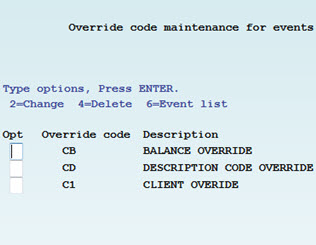 Override code maintenance for events
Type options, Press ENTER.
2=Change 4=Delete 6=Event list
Opt Override code Description
CB BALANCE OVERRIDE
CD DESCRIPTION CODE OVERRIDE
C1 CLIENT OVERIDE